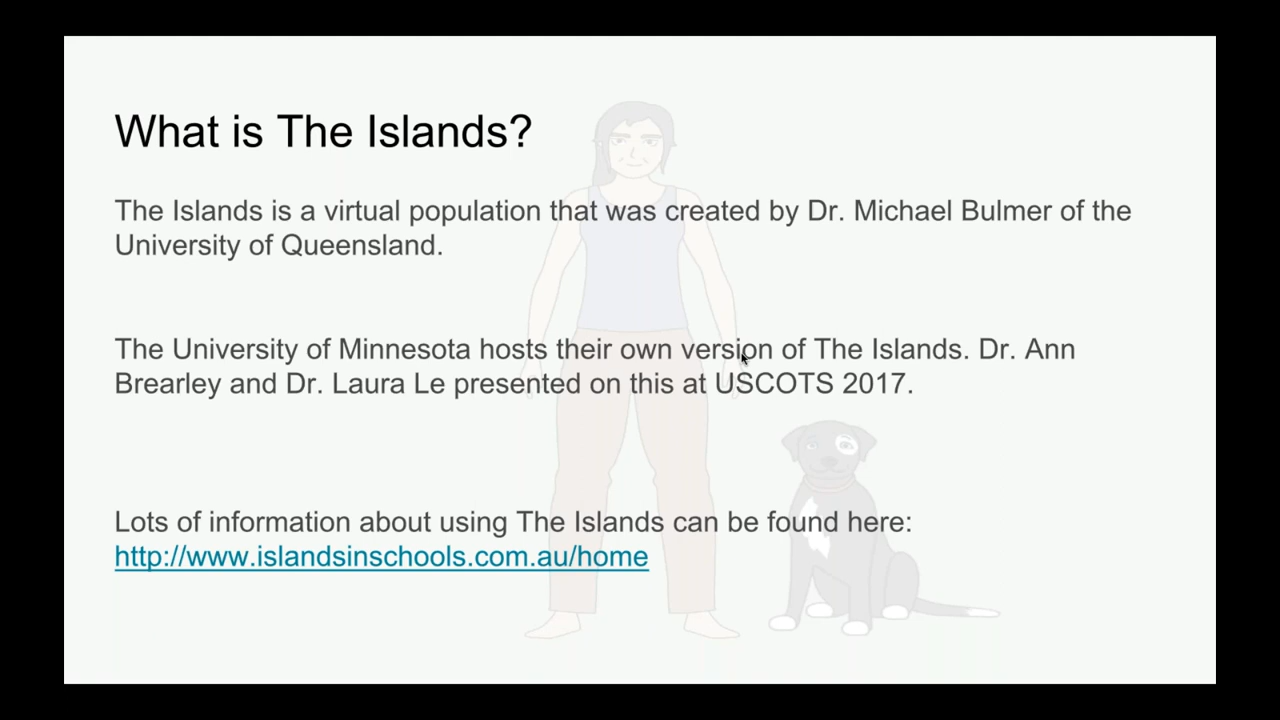 What is The Islands?
The Islands is a virtual population that was created by Dr. Michael Bulmer of the
University of Queensland.
The University of Minnesota hosts their own version of The Islands. Dr. Ann
Brearley and Dr. Laura Le presented on this at USCOTS 2017.
Lots of information about using The Islands can be found here:
http://www.islandsinschools.com.au/home